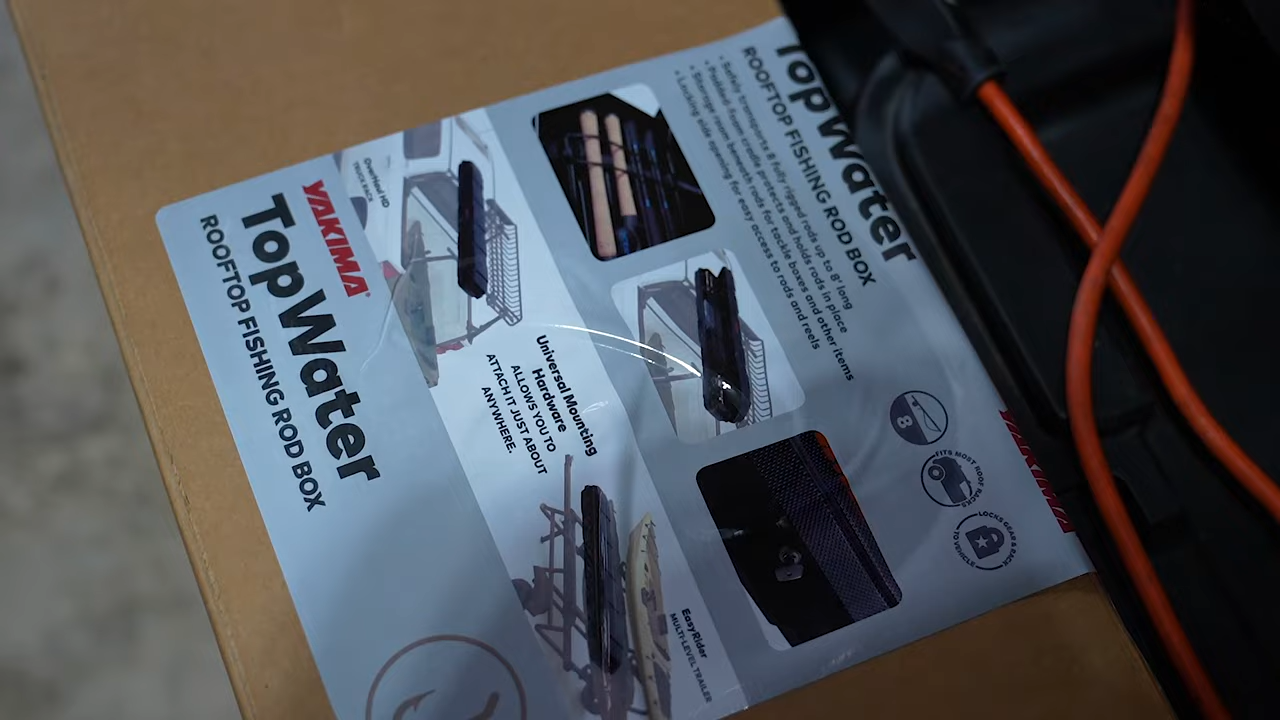 YAKIMA
TopWater
ROOFTOP FISHING ROD BOX
OverHaul HD
TRUCK RACK
Universal Mounting
Hardware
ALLOWS YOU TO
ATTACH IT JUST ABOUT
ANYWHERE.
EasyRider
MULTI-LEVEL TRAILER
TopWater
ROOFTOP FISHING ROD BOX
• Safely transports 8 fully rigged rods up to 8' long
• Padded foam cradle protects and holds rods in place
• Storage room beneath rods for tackle boxes and other items
• Locking side opening for easy access to rods and reels
8
FITS MOST ROOF RACKS
LOCKS GEAR & RACK
TO VEHICLE
YAKIMA